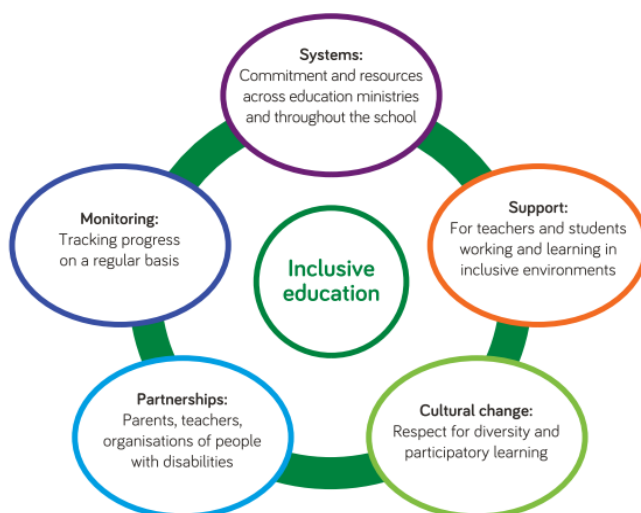 Systems:
Commitment and resources
across education ministries
and throughout the school
Support:
For teachers and students
working and learning in
inclusive environments
Cultural change:
Respect for diversity and
participatory learning
Partnerships:
Parents, teachers,
organisations of people
with disabilities
Monitoring:
Tracking progress
on a regular basis
Inclusive
education